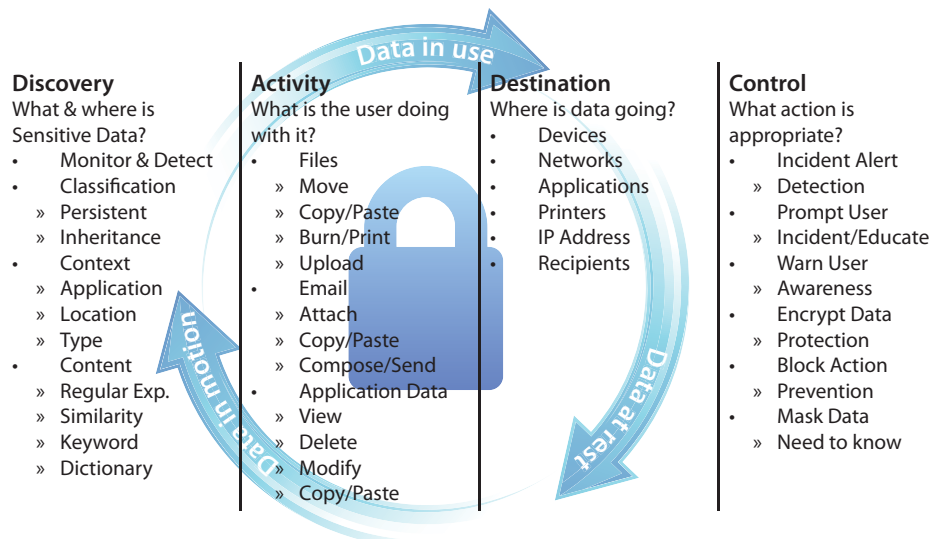 Data in use
Discovery
What & where is
Sensitive Data?
• Monitor & Detect
• Classification
» Persistent
» Inheritance
• Context
» Application
» Location
» Type
• Content
» Regular Exp.
» Similarity
» Keyword
» Dictionary
Activity
What is the user doing
with it?
• Files
» Move
» Copy/Paste
» Burn/Print
» Upload
• Email
» Attach
» Copy/Paste
» Compose/Send
• Application Data
» View
» Delete
» Modify
» Copy/Paste
Destination
Where is data going?
• Devices
• Networks
• Applications
• Printers
• IP Address
• Recipients
Control
What action is
appropriate?
• Incident Alert
» Detection
• Prompt User
» Incident/Educate
• Warn User
» Awareness
• Encrypt Data
» Protection
• Block Action
» Prevention
• Mask Data
» Need to know
Data in motion
Data at rest